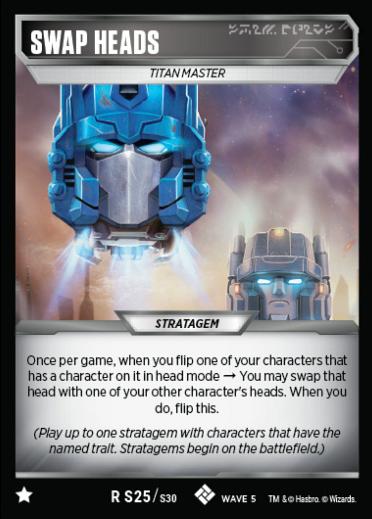 SWAP HEADS
TITAN MASTER
STRATAGEM
Once per game, when you flip one of your characters that
has a character on it in head mode → You may swap that
head with one of your other character's heads. When you
do, flip this.
(Play up to one stratagem with characters that have the
named trait. Stratagems begin on the battlefield.)
R S25/S30 WAVE 5 TM & © Hasbro. © Wizards.